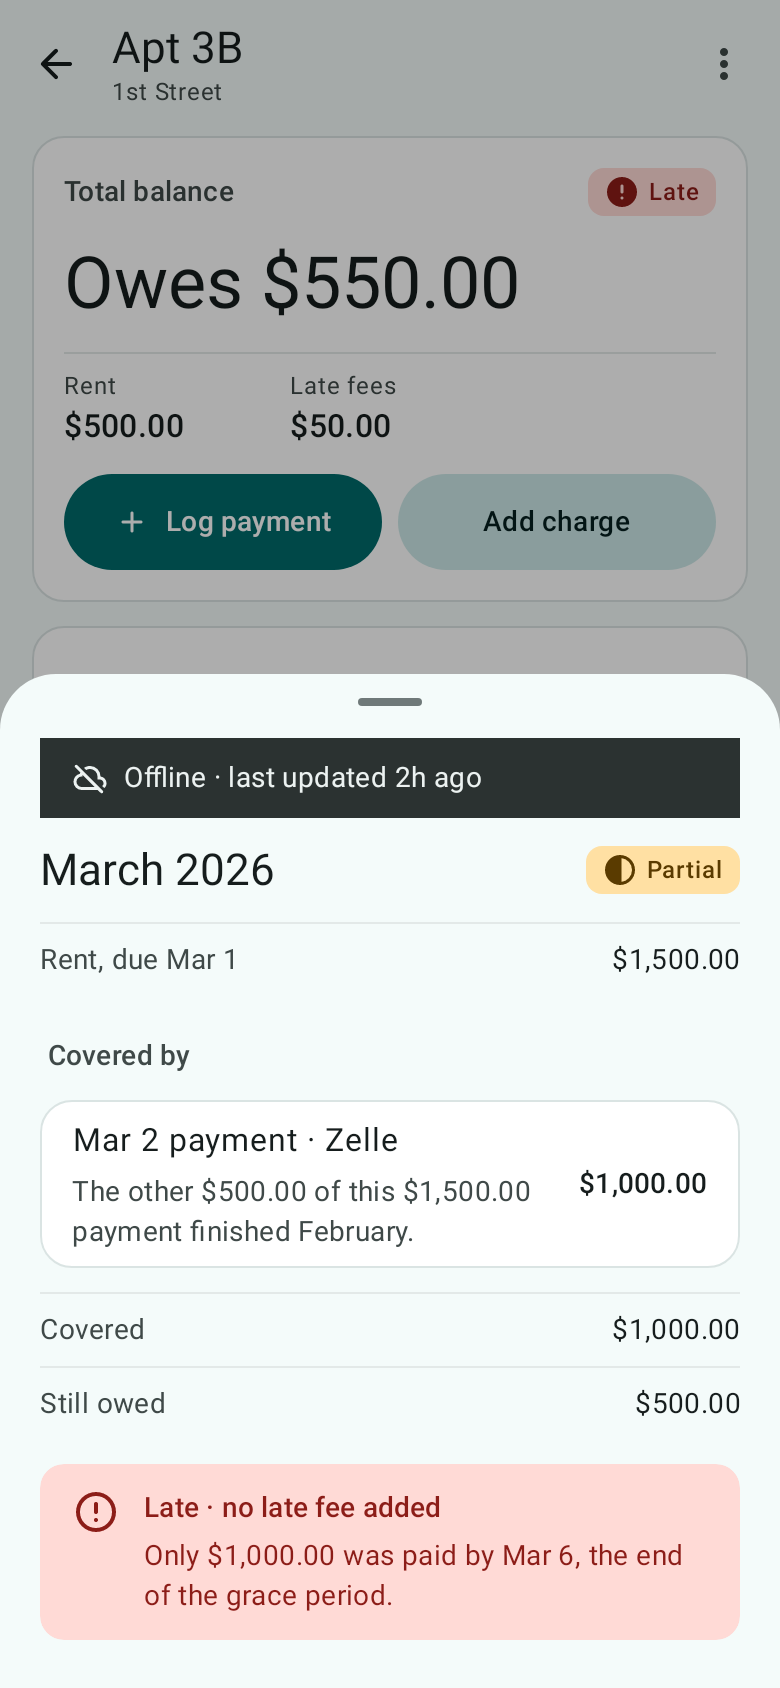 Apt 3B
1st Street
Total balance
Late
Owes $550.00
Rent
Late fees
$500.00
$50.00
Log payment
Add charge
Offline · last updated 2h ago
March 2026
Partial
Rent, due Mar 1
$1,500.00
Covered by
Mar 2 payment · Zelle
The other $500.00 of this $1,500.00
payment finished February.
$1,000.00
Covered
$1,000.00
Still owed
$500.00
Late · no late fee added
Only $1,000.00 was paid by Mar 6, the end
of the grace period.